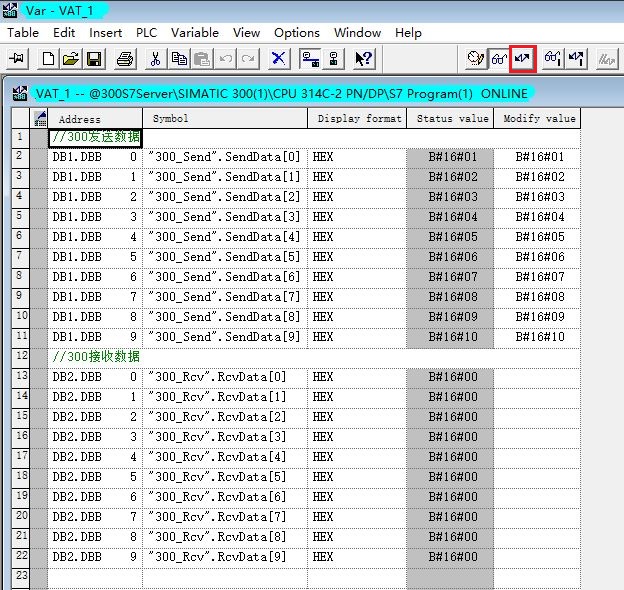 Var - VAT_1
Table Edit Insert PLC Variable View Options Window Help
VAT_1 -- @300S7Server\SIMATIC 300(1)\CPU 314C-2 PN/DP\S7 Program(1) ONLINE
Address Symbol Display format Status value Modify value
1 //300发送数据
2 DB1.DBB 0 "300_Send".SendData[0] HEX B#16#01 B#16#01
3 DB1.DBB 1 "300_Send".SendData[1] HEX B#16#02 B#16#02
4 DB1.DBB 2 "300_Send".SendData[2] HEX B#16#03 B#16#03
5 DB1.DBB 3 "300_Send".SendData[3] HEX B#16#04 B#16#04
6 DB1.DBB 4 "300_Send".SendData[4] HEX B#16#05 B#16#05
7 DB1.DBB 5 "300_Send".SendData[5] HEX B#16#06 B#16#06
8 DB1.DBB 6 "300_Send".SendData[6] HEX B#16#07 B#16#07
9 DB1.DBB 7 "300_Send".SendData[7] HEX B#16#08 B#16#08
10 DB1.DBB 8 "300_Send".SendData[8] HEX B#16#09 B#16#09
11 DB1.DBB 9 "300_Send".SendData[9] HEX B#16#10 B#16#10
12 //300接收数据
13 DB2.DBB 0 "300_Rcv".RcvData[0] HEX B#16#00
14 DB2.DBB 1 "300_Rcv".RcvData[1] HEX B#16#00
15 DB2.DBB 2 "300_Rcv".RcvData[2] HEX B#16#00
16 DB2.DBB 3 "300_Rcv".RcvData[3] HEX B#16#00
17 DB2.DBB 4 "300_Rcv".RcvData[4] HEX B#16#00
18 DB2.DBB 5 "300_Rcv".RcvData[5] HEX B#16#00
19 DB2.DBB 6 "300_Rcv".RcvData[6] HEX B#16#00
20 DB2.DBB 7 "300_Rcv".RcvData[7] HEX B#16#00
21 DB2.DBB 8 "300_Rcv".RcvData[8] HEX B#16#00
22 DB2.DBB 9 "300_Rcv".RcvData[9] HEX B#16#00
23